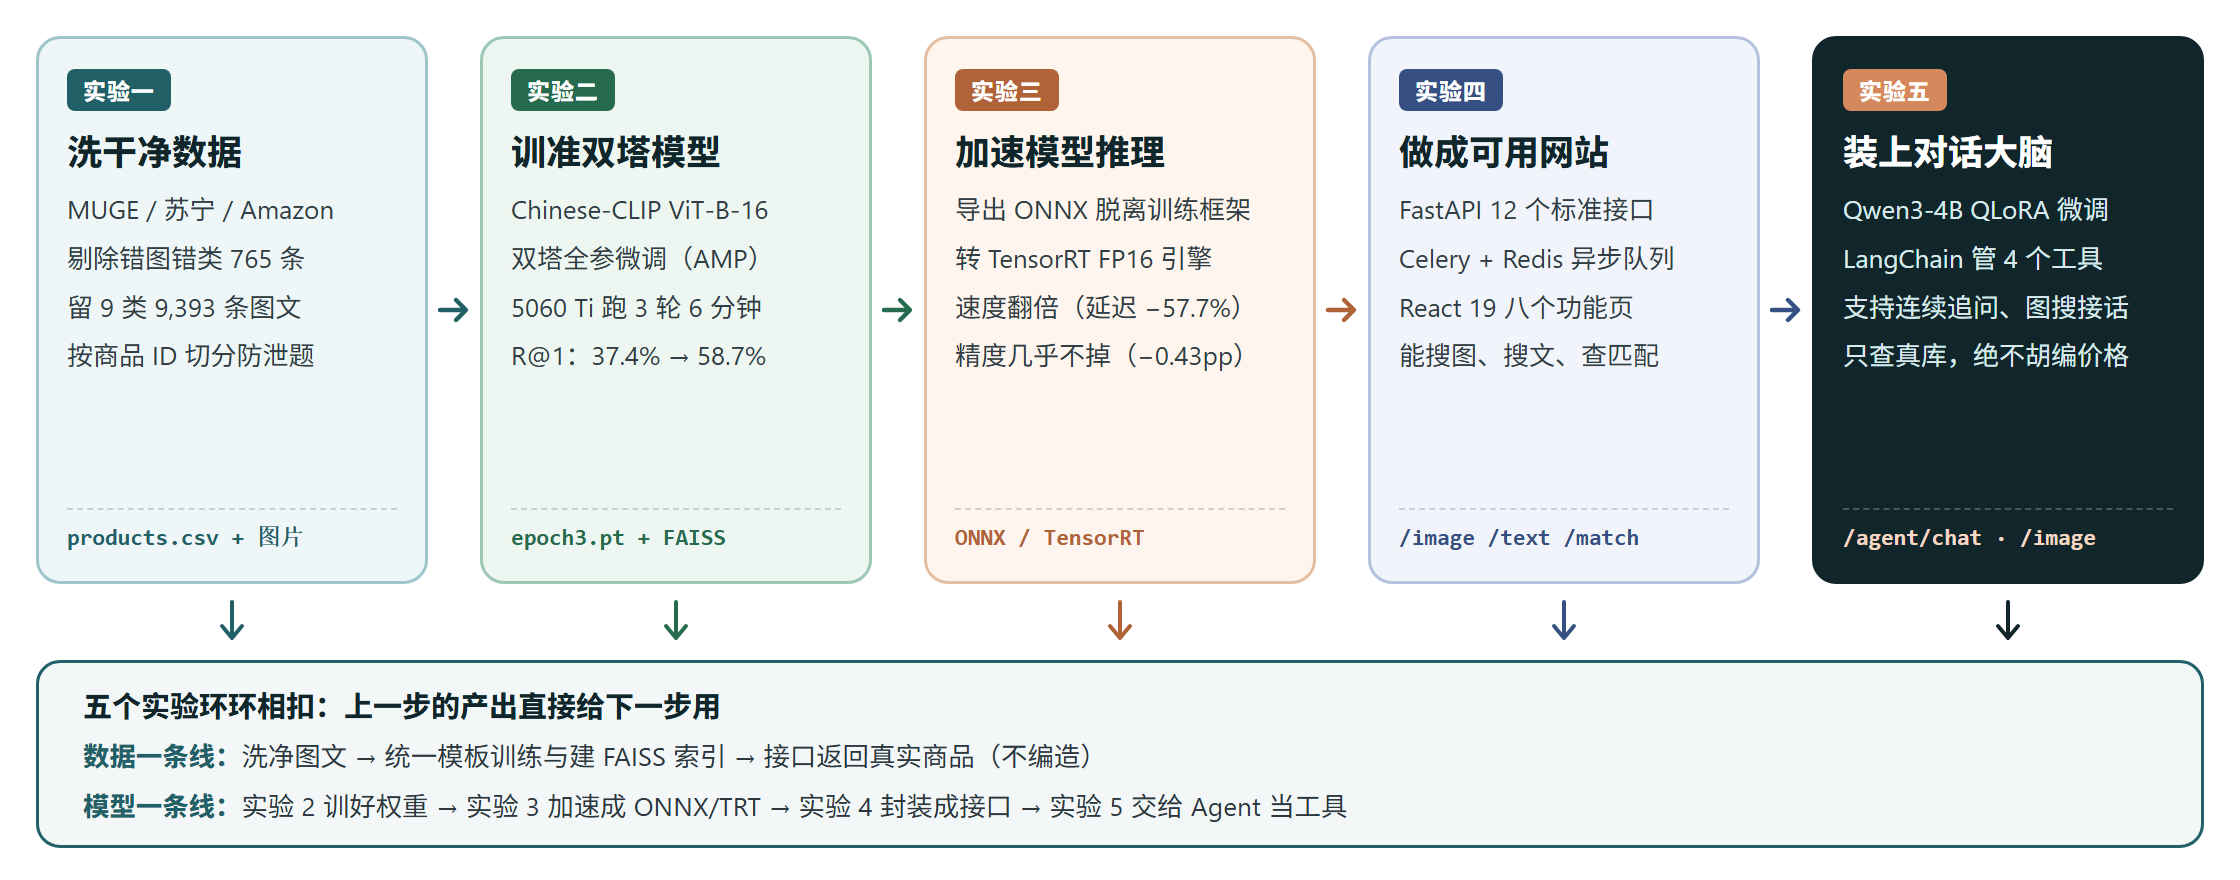 实验一
洗干净数据
MUGE / 苏宁 / Amazon
剔除错图错类 765 条
留 9 类 9,393 条图文
按商品 ID 切分防泄题
products.csv + 图片
实验二
训准双塔模型
Chinese-CLIP ViT-B-16
双塔全参微调（AMP）
5060 Ti 跑 3 轮 6 分钟
R@1：37.4% → 58.7%
epoch3.pt + FAISS
实验三
加速模型推理
导出 ONNX 脱离训练框架
转 TensorRT FP16 引擎
速度翻倍（延迟 −57.7%）
精度几乎不掉（−0.43pp）
ONNX / TensorRT
实验四
做成可用网站
FastAPI 12 个标准接口
Celery + Redis 异步队列
React 19 八个功能页
能搜图、搜文、查匹配
/image /text /match
实验五
装上对话大脑
Qwen3-4B QLoRA 微调
LangChain 管 4 个工具
支持连续追问、图搜接话
只查真库，绝不胡编价格
/agent/chat · /image
五个实验环环相扣：上一步的产出直接给下一步用
数据一条线：洗净图文 → 统一模板训练与建 FAISS 索引 → 接口返回真实商品（不编造）
模型一条线：实验 2 训好权重 → 实验 3 加速成 ONNX/TRT → 实验 4 封装成接口 → 实验 5 交给 Agent 当工具